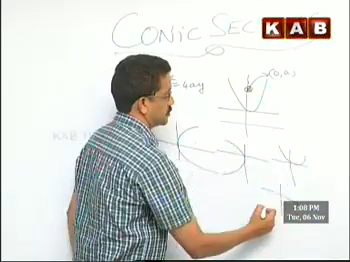 CONIC SEC
KAB
= 4ay
(0,a)
KAB
1:08 PM
Tue, 06 Nov